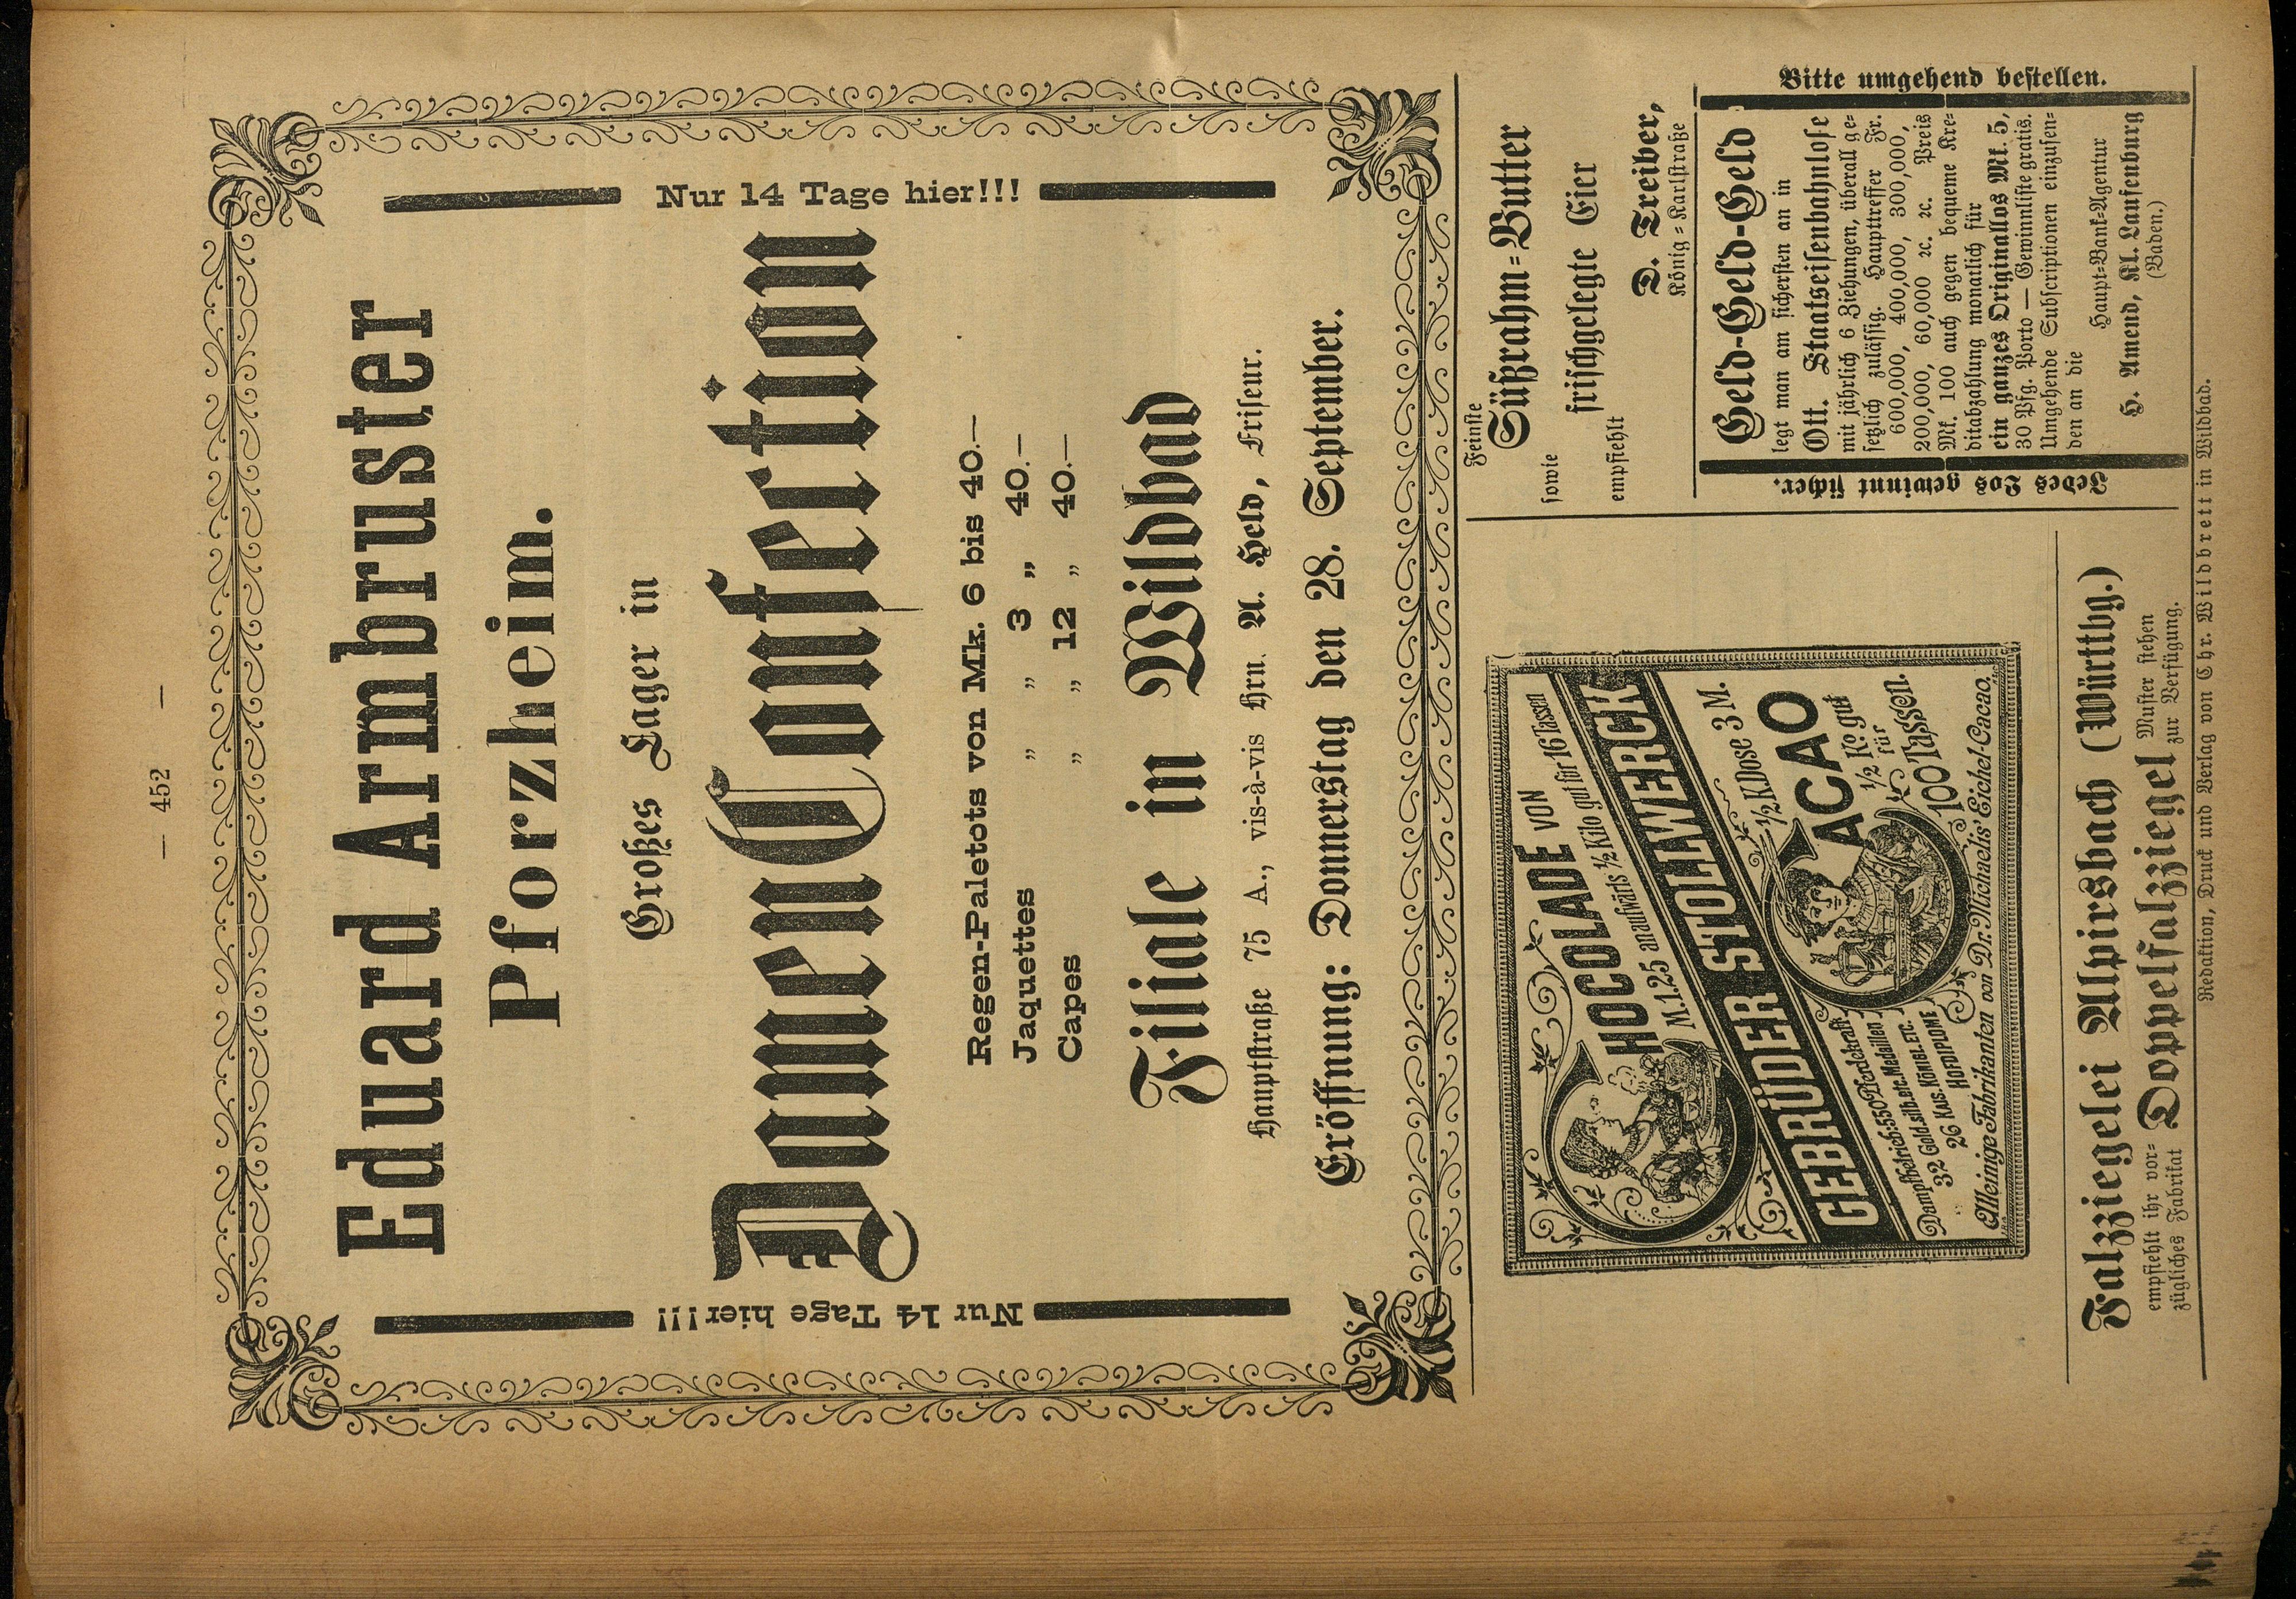 — 452 —
Nur 14 Tage hier!!!
Eduard Armbruster
Pforzheim.
Großes Lager in
Damen Confection
Regen-Paletots von Mk. 6 bis 40.—
Jaquettes „ „ 3 „ 40.—
Capes „ „ 12 „ 40.—
Filiale in Wildbad
Hauptstraße 75 A., vis-à-vis Hrn. A. Held, Friseur.
Eröffnung: Donnerstag den 28. September.
Nur 14 Tage hier!!!
CHOCOLADE VON
M. 1.25 an aufwärts ½ Kilo gut für 16 Tassen
GEBRÜDER STOLLWERCK
½ K Dose 3 M.
CACAO
½ Ko. gut
für
100 Tassen.
Dampfbetrieb: 550 Pferdekraft.
32 Gold. silb. etc. Medaillen
26 KAIS. KÖNIGL. ETC.
HOFDIPLOME
Alleinige Fabrikanten von Dr. Michaelis' Eichel-Cacao.
Falzziegelei Alpirsbach (Württbg.)
empfiehlt ihr vor-
zügliches Fabrikat Doppelfalzziegel Muster stehen
zur Verfügung.
Feinste
Süßrahm-Butter
sowie
frischgelegte Eier
empfiehlt
D. Treiber,
König-Karlstraße
Jedes Los gewinnt sicher.
Geld-Geld-Geld
legt man am sichersten an in
Ott. Staatseisenbahnlose
mit jährlich 6 Ziehungen, überall ge-
setzlich zulässig. Haupttreffer Fr.
600,000, 400,000, 300,000,
200,000, 60,000 ꝛc. ꝛc. Preis
Mk. 100 auch gegen bequeme Kre-
ditabzahlung monatlich für
ein ganzes Originallos Mk. 5,
30 Pfg. Porto — Gewinnliste gratis.
Umgehende Subscriptionen einzusen-
den an die
Haupt-Bank-Agentur
H. Amend, Kl. Laufenburg
(Baden.)
Bitte umgehend bestellen.
Redaktion, Druck und Verlag von Chr. Wildbrett in Wildbad.